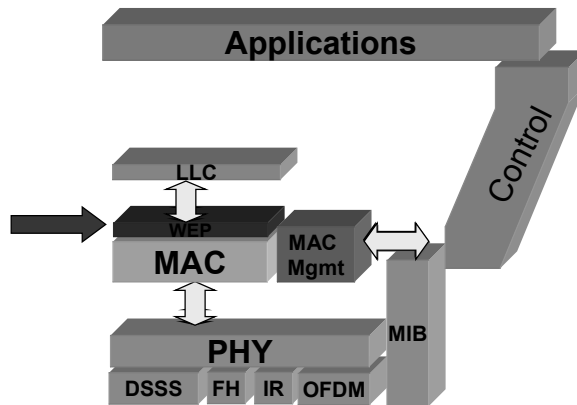 Applications
Control
LLC
WEP
MAC
MAC
Mgmt
PHY
MIB
DSSS
FH
IR
OFDM